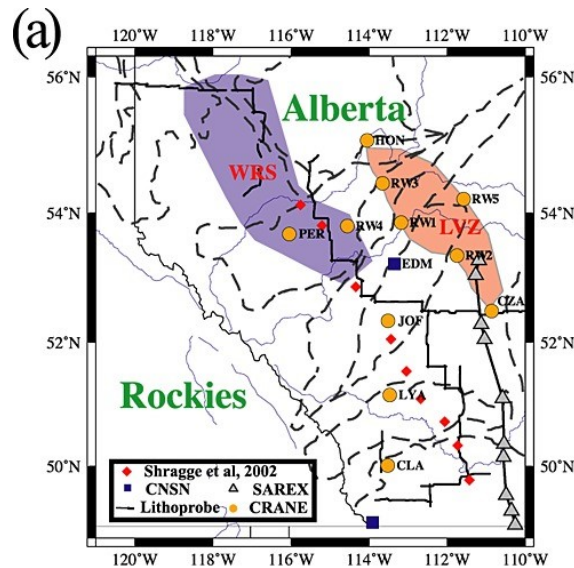 (a)
120°W 118°W 116°W 114°W 112°W 110°W
56°N 56°N
Alberta
HON
WRS
RW3
RW5
54°N 54°N
PER RW4 RW1 LVZ
EDM RW2
CZA
JOF
52°N 52°N
Rockies
LYA
50°N 50°N
CLA
Shragge et al, 2002
CNSN SAREX
Lithoprobe CRANE
120°W 118°W 116°W 114°W 112°W 110°W